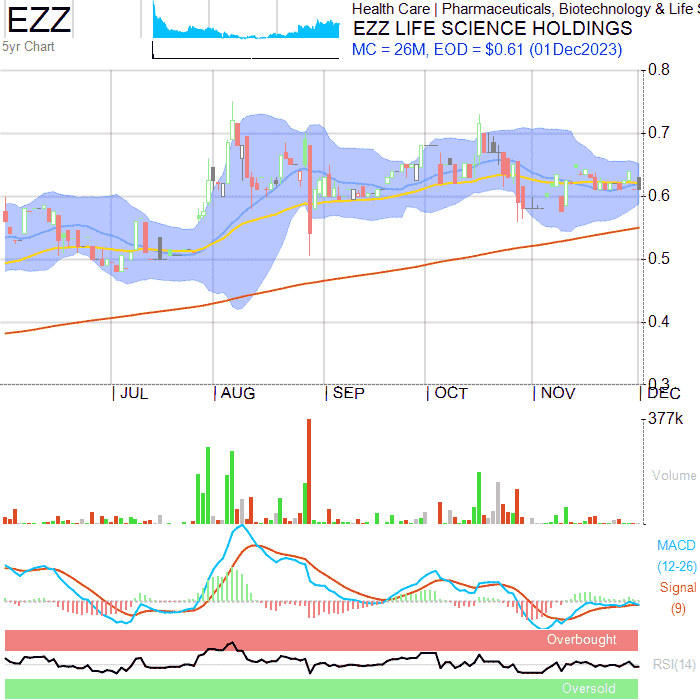 EZZ
5yr Chart
Health Care | Pharmaceuticals, Biotechnology & Life S
EZZ LIFE SCIENCE HOLDINGS
MC = 26M, EOD = $0.61 (01Dec2023)
0.8
0.7
0.6
0.5
0.4
0.3
| JUL | AUG | SEP | OCT | NOV | DEC
377k
Volume
MACD
(12-26)
Signal
(9)
Overbought
RSI(14)
Oversold